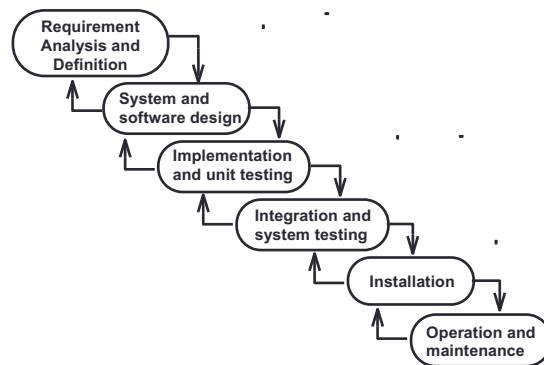 Requirement
Analysis and
Definition
System and
software design
Implementation
and unit testing
Integration and
system testing
Installation
Operation and
maintenance